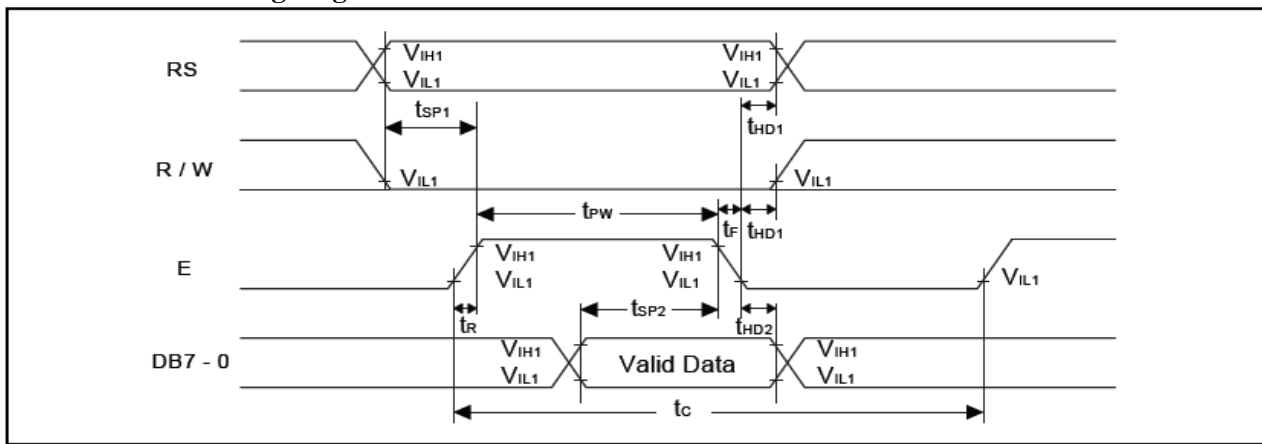 RS
VIH1 VIH1
VIL1 VIL1
tSP1 tHD1
R / W
VIL1 VIL1
tPW tF tHD1
E
VIH1 VIH1
VIL1 VIL1 VIL1
tR tSP2 tHD2
DB7 - 0
VIH1 Valid Data VIH1
VIL1 VIL1
tC